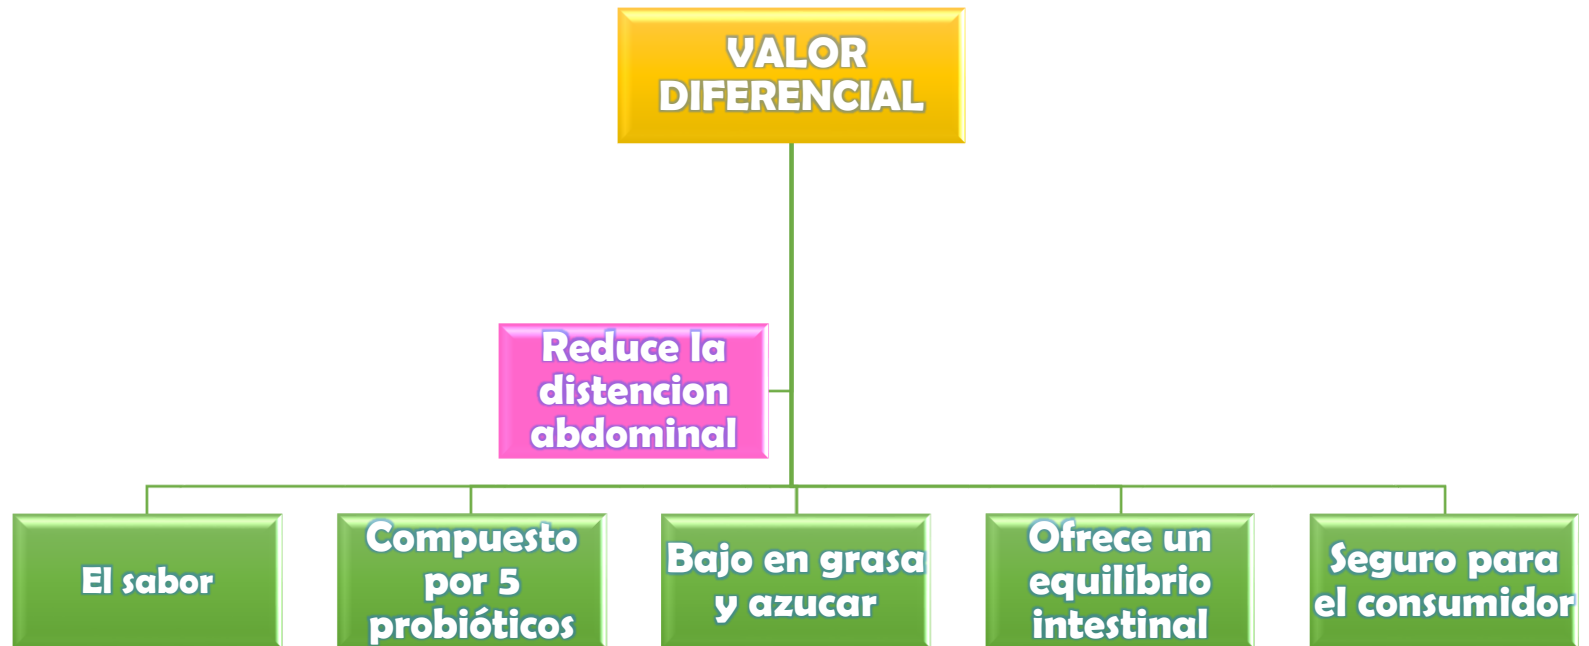 VALOR
DIFERENCIAL
Reduce la
distencion
abdominal
El sabor
Compuesto
por 5
probióticos
Bajo en grasa
y azucar
Ofrece un
equilibrio
intestinal
Seguro para
el consumidor